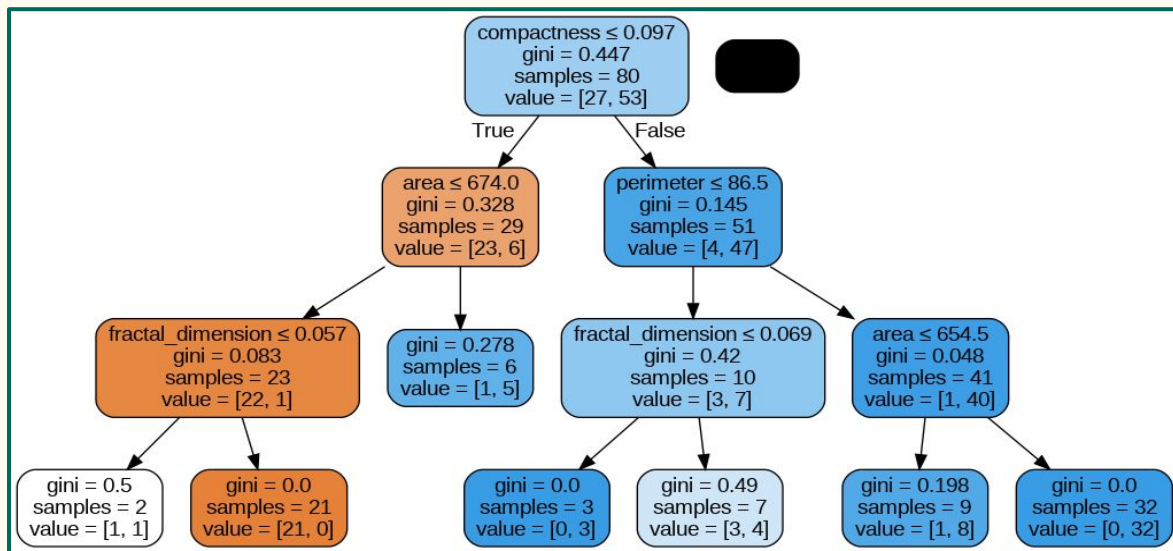 compactness ≤ 0.097
gini = 0.447
samples = 80
value = [27, 53]
True
False
area ≤ 674.0
gini = 0.328
samples = 29
value = [23, 6]
perimeter ≤ 86.5
gini = 0.145
samples = 51
value = [4, 47]
fractal_dimension ≤ 0.057
gini = 0.083
samples = 23
value = [22, 1]
gini = 0.278
samples = 6
value = [1, 5]
fractal_dimension ≤ 0.069
gini = 0.42
samples = 10
value = [3, 7]
area ≤ 654.5
gini = 0.048
samples = 41
value = [1, 40]
gini = 0.5
samples = 2
value = [1, 1]
gini = 0.0
samples = 21
value = [21, 0]
gini = 0.0
samples = 3
value = [0, 3]
gini = 0.49
samples = 7
value = [3, 4]
gini = 0.198
samples = 9
value = [1, 8]
gini = 0.0
samples = 32
value = [0, 32]